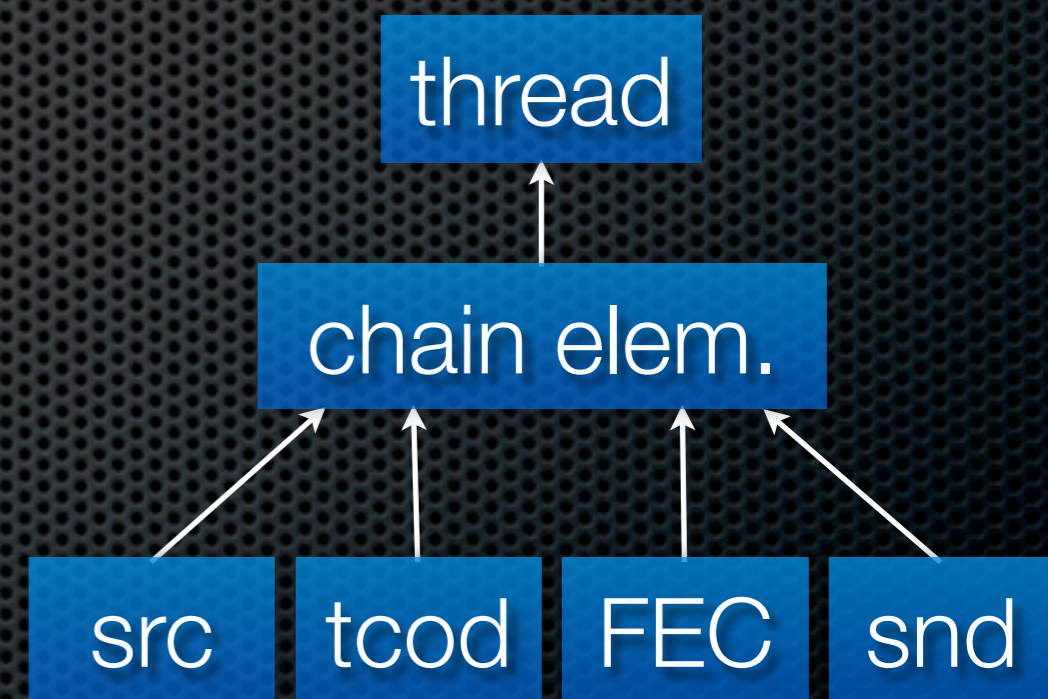 thread
chain elem.
src
tcod
FEC
snd